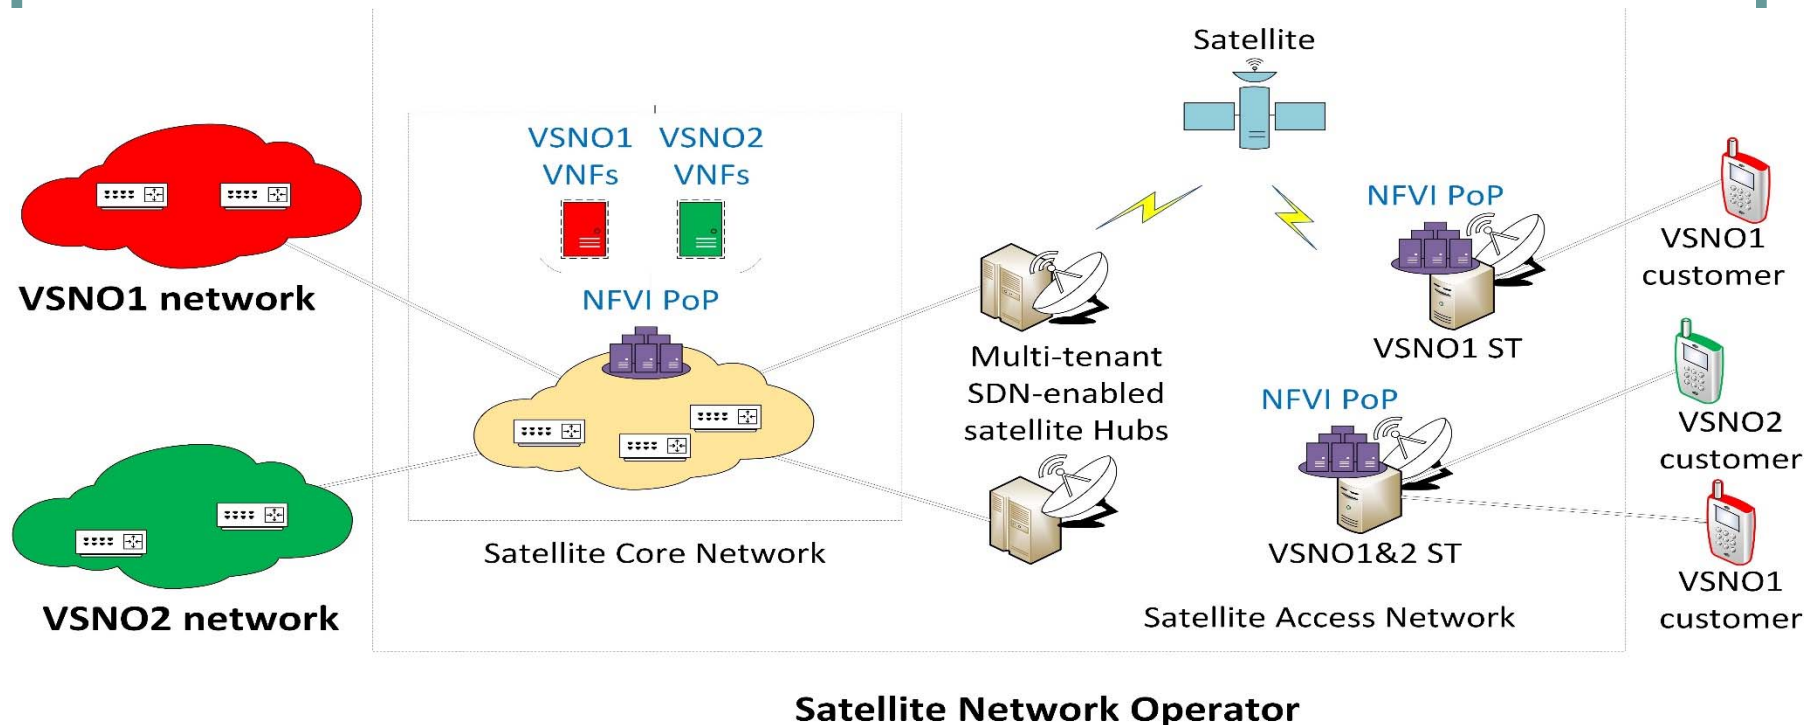 Satellite
VSNO1
VNFs
VSNO2
VNFs
NFVI PoP
VSNO1 network
NFVI PoP
VSNO1
customer
Multi-tenant
SDN-enabled
satellite Hubs
VSNO1 ST
NFVI PoP
VSNO2
customer
Satellite Core Network
VSNO1&2 ST
VSNO1
customer
VSNO2 network
Satellite Access Network
Satellite Network Operator